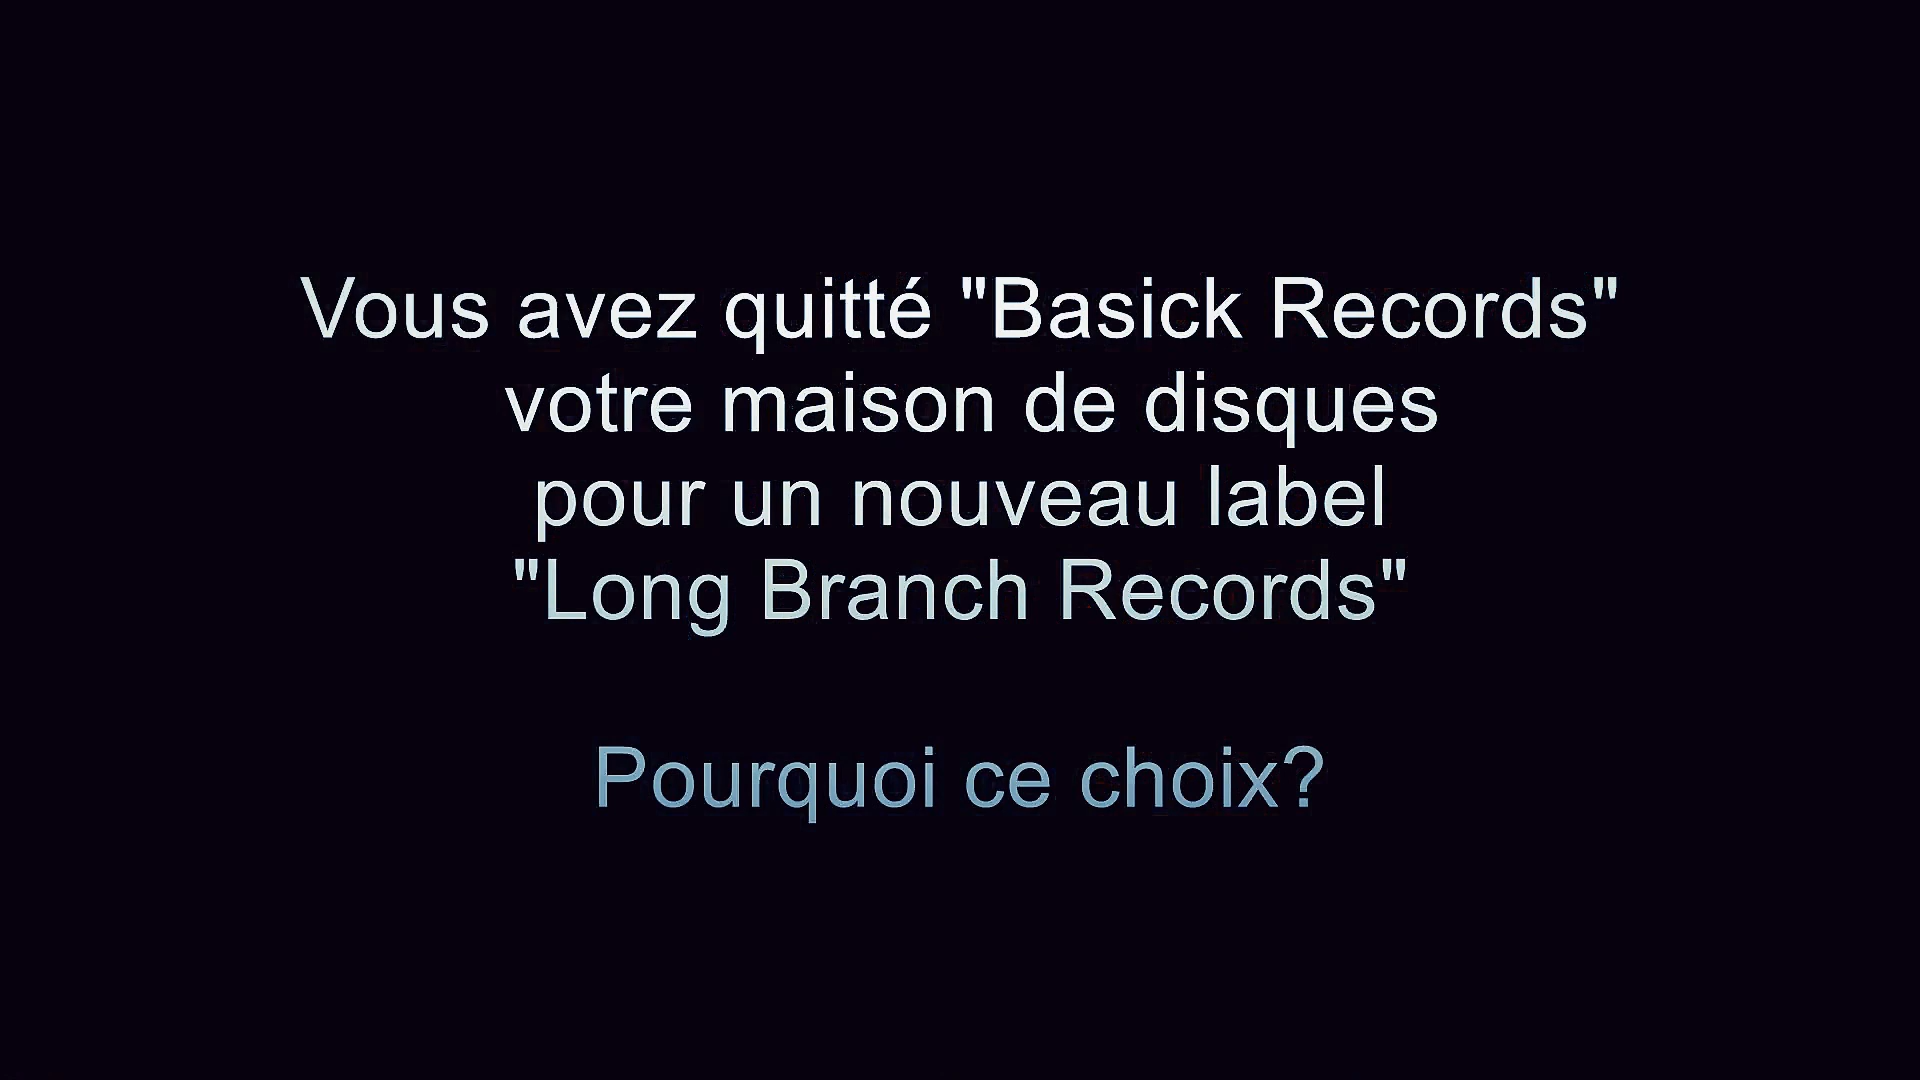 Vous avez quitté "Basick Records"
votre maison de disques
pour un nouveau label
"Long Branch Records"
Pourquoi ce choix?